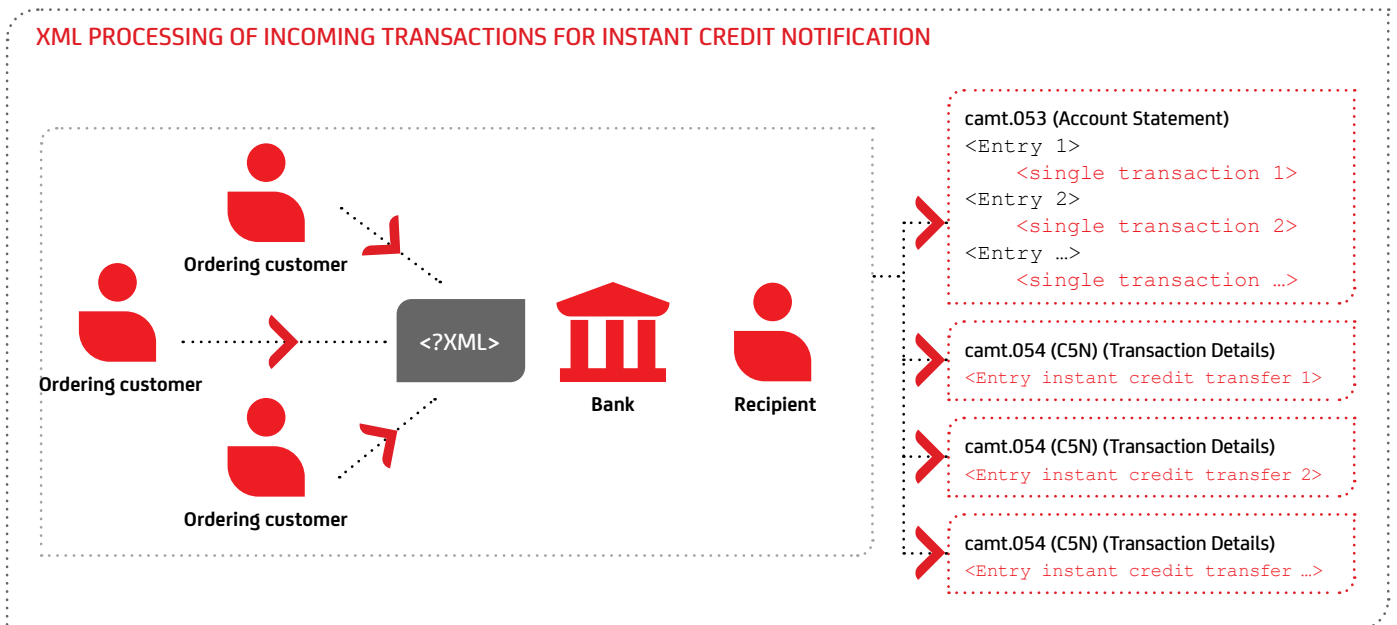 XML PROCESSING OF INCOMING TRANSACTIONS FOR INSTANT CREDIT NOTIFICATION
Ordering customer
Ordering customer
Ordering customer
<?XML>
Bank
Recipient
camt.053 (Account Statement)
<Entry 1>
<single transaction 1>
<Entry 2>
<single transaction 2>
<Entry …>
<single transaction …>
camt.054 (C5N) (Transaction Details)
<Entry instant credit transfer 1>
camt.054 (C5N) (Transaction Details)
<Entry instant credit transfer 2>
camt.054 (C5N) (Transaction Details)
<Entry instant credit transfer …>